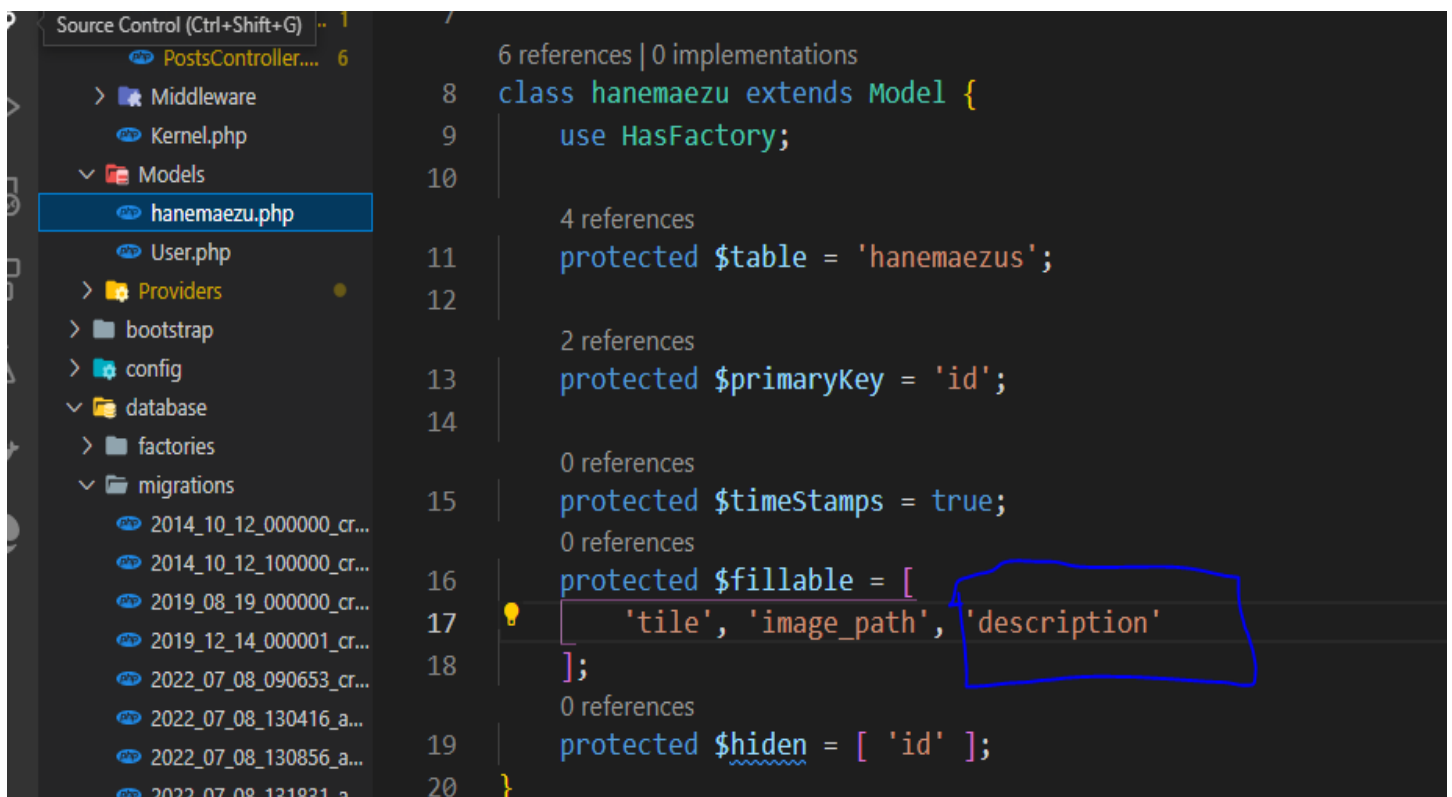 Source Control (Ctrl+Shift+G) .. 1
PostsController.... 6
Middleware
Kernel.php
Models
hanemaezu.php
User.php
Providers
bootstrap
config
database
factories
migrations
2014_10_12_000000_cr...
2014_10_12_100000_cr...
2019_08_19_000000_cr...
2019_12_14_000001_cr...
2022_07_08_090653_cr...
2022_07_08_130416_a...
2022_07_08_130856_a...
2022_07_08_131831_a
7
6 references | 0 implementations
8 class hanemaezu extends Model {
9 use HasFactory;
10
4 references
11 protected $table = 'hanemaezus';
12
2 references
13 protected $primaryKey = 'id';
14
0 references
15 protected $timeStamps = true;
0 references
16 protected $fillable = [
17 'tile', 'image_path', 'description'
18 ];
0 references
19 protected $hiden = [ 'id' ];
20 }